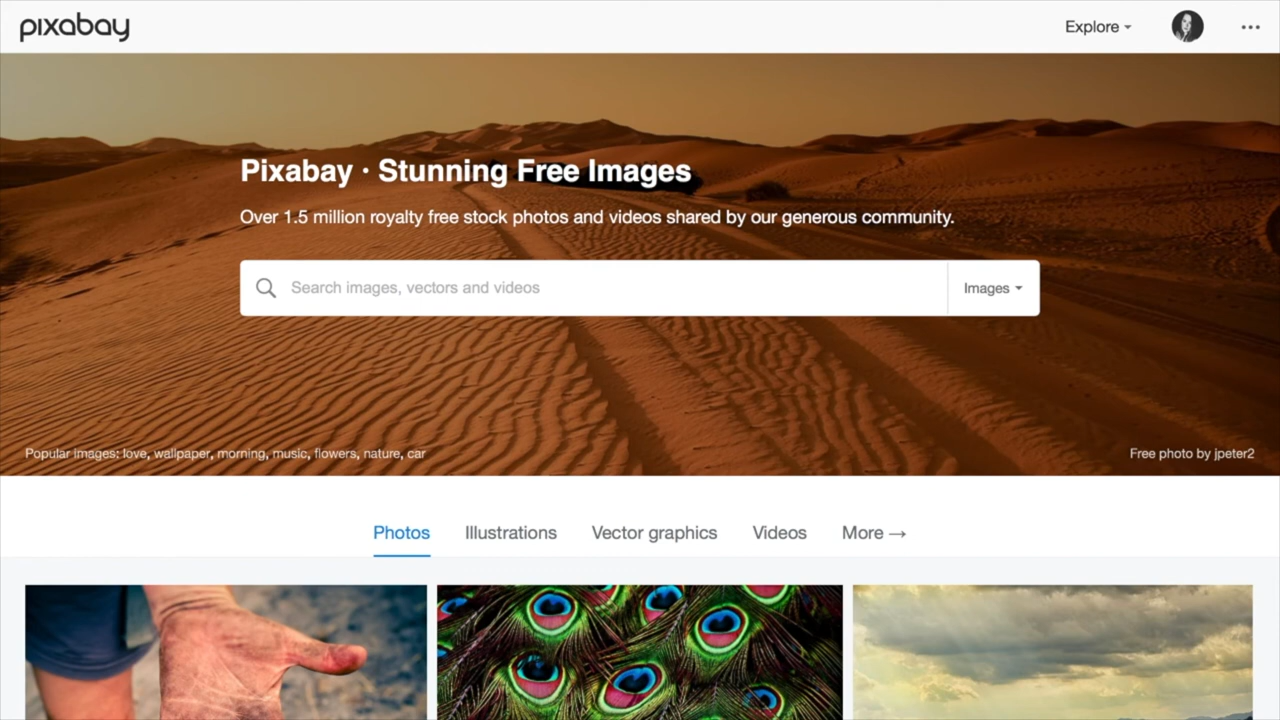 pixabay
Explore
Pixabay · Stunning Free Images
Over 1.5 million royalty free stock photos and videos shared by our generous community.
Search images, vectors and videos
Images
Popular images: love, wallpaper, morning, music, flowers, nature, car
Free photo by jpeter2
Photos
Illustrations
Vector graphics
Videos
More →